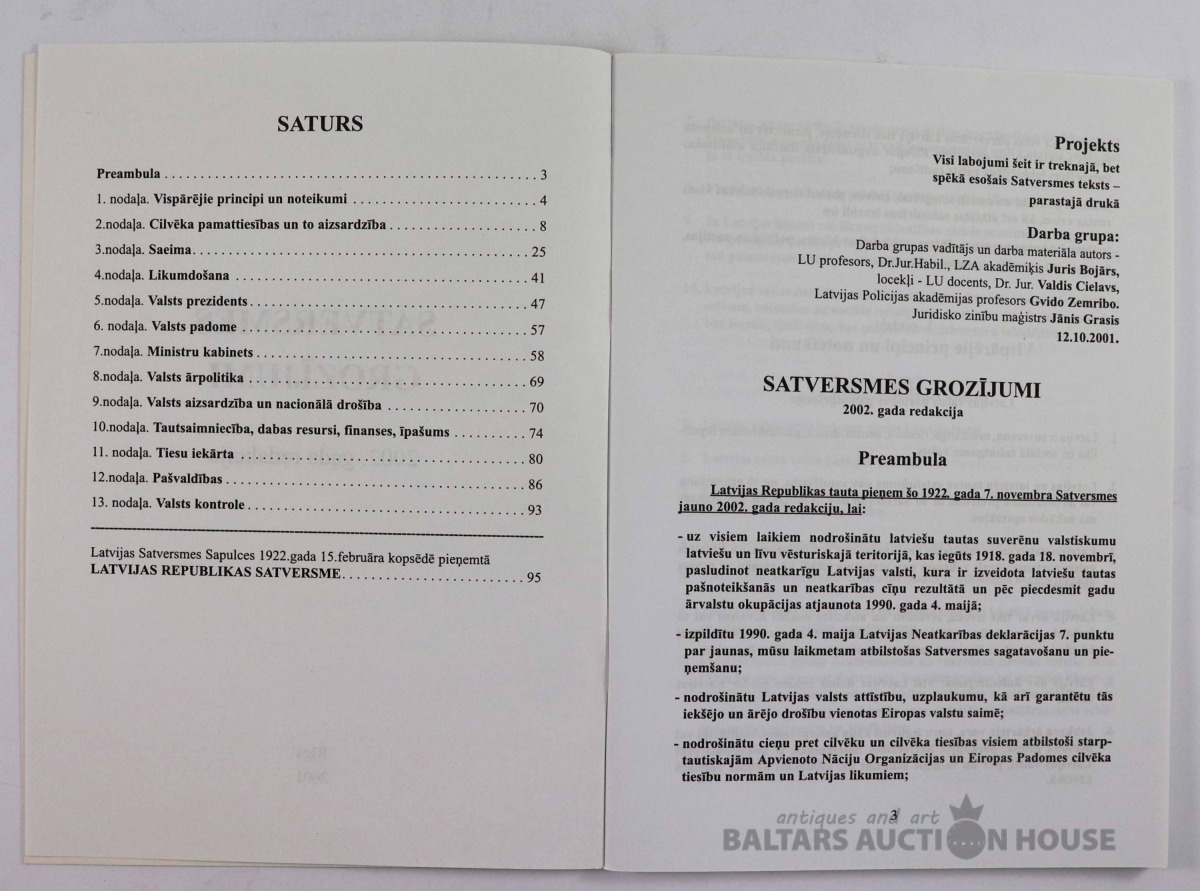 SATURS
Preambula . . . . . . . . . . . . . . . . . . . . . . . . . . . . . . . . . . . . . . . . . . . . . . . . . . 3
1. nodaļa. Vispārējie principi un noteikumi . . . . . . . . . . . . . . . . . . . . . . . . . 4
2.nodaļa. Cilvēka pamattiesības un to aizsardzība . . . . . . . . . . . . . . . . . . . . 8
3.nodaļa. Saeima . . . . . . . . . . . . . . . . . . . . . . . . . . . . . . . . . . . . . . . . . . . . 25
4.nodaļa. Likumdošana . . . . . . . . . . . . . . . . . . . . . . . . . . . . . . . . . . . . . . . 41
5.nodaļa. Valsts prezidents . . . . . . . . . . . . . . . . . . . . . . . . . . . . . . . . . . . . 47
6. nodaļa. Valsts padome . . . . . . . . . . . . . . . . . . . . . . . . . . . . . . . . . . . . . . 57
7.nodaļa. Ministru kabinets . . . . . . . . . . . . . . . . . . . . . . . . . . . . . . . . . . . . 58
8.nodaļa. Valsts ārpolitika . . . . . . . . . . . . . . . . . . . . . . . . . . . . . . . . . . . . . 69
9.nodaļa. Valsts aizsardzība un nacionālā drošība . . . . . . . . . . . . . . . . . . . 70
10.nodaļa. Tautsaimniecība, dabas resursi, finanses, īpašums . . . . . . . . . . 74
11. nodaļa. Tiesu iekārta . . . . . . . . . . . . . . . . . . . . . . . . . . . . . . . . . . . . . . . 80
12.nodaļa. Pašvaldības . . . . . . . . . . . . . . . . . . . . . . . . . . . . . . . . . . . . . . . . 86
13. nodaļa. Valsts kontrole . . . . . . . . . . . . . . . . . . . . . . . . . . . . . . . . . . . . . 93
Latvijas Satversmes Sapulces 1922.gada 15.februāra kopsēdē pieņemtā
LATVIJAS REPUBLIKAS SATVERSME. . . . . . . . . . . . . . . . . . . . . . . . . . 95
Projekts
Visi labojumi šeit ir treknajā, bet
spēkā esošais Satversmes teksts –
parastajā drukā
Darba grupa:
Darba grupas vadītājs un darba materiāla autors -
LU profesors, Dr.Jur.Habil., LZA akadēmiķis Juris Bojārs,
locekļi - LU docents, Dr. Jur. Valdis Cielavs,
Latvijas Policijas akadēmijas profesors Gvido Zemribo.
Juridisko zinību maģistrs Jānis Grasis
12.10.2001.
SATVERSMES GROZĪJUMI
2002. gada redakcija
Preambula
Latvijas Republikas tauta pieņem šo 1922. gada 7. novembra Satversmes
jauno 2002. gada redakciju, lai:
- uz visiem laikiem nodrošinātu latviešu tautas suverēnu valstiskumu
latviešu un līvu vēsturiskajā teritorijā, kas iegūts 1918. gada 18. novembrī,
pasludinot neatkarīgu Latvijas valsti, kura ir izveidota latviešu tautas
pašnoteikšanās un neatkarības cīņu rezultātā un pēc piecdesmit gadu
ārvalstu okupācijas atjaunota 1990. gada 4. maijā;
- izpildītu 1990. gada 4. maija Latvijas Neatkarības deklarācijas 7. punktu
par jaunas, mūsu laikmetam atbilstošas Satversmes sagatavošanu un pie-
ņemšanu;
- nodrošinātu Latvijas valsts attīstību, uzplaukumu, kā arī garantētu tās
iekšējo un ārējo drošību vienotas Eiropas valstu saimē;
- nodrošinātu cieņu pret cilvēku un cilvēka tiesības visiem atbilstoši starp-
tautiskajām Apvienoto Nāciju Organizācijas un Eiropas Padomes cilvēka
tiesību normām un Latvijas likumiem;
3
antiques and art
BALTARS AUCTION HOUSE